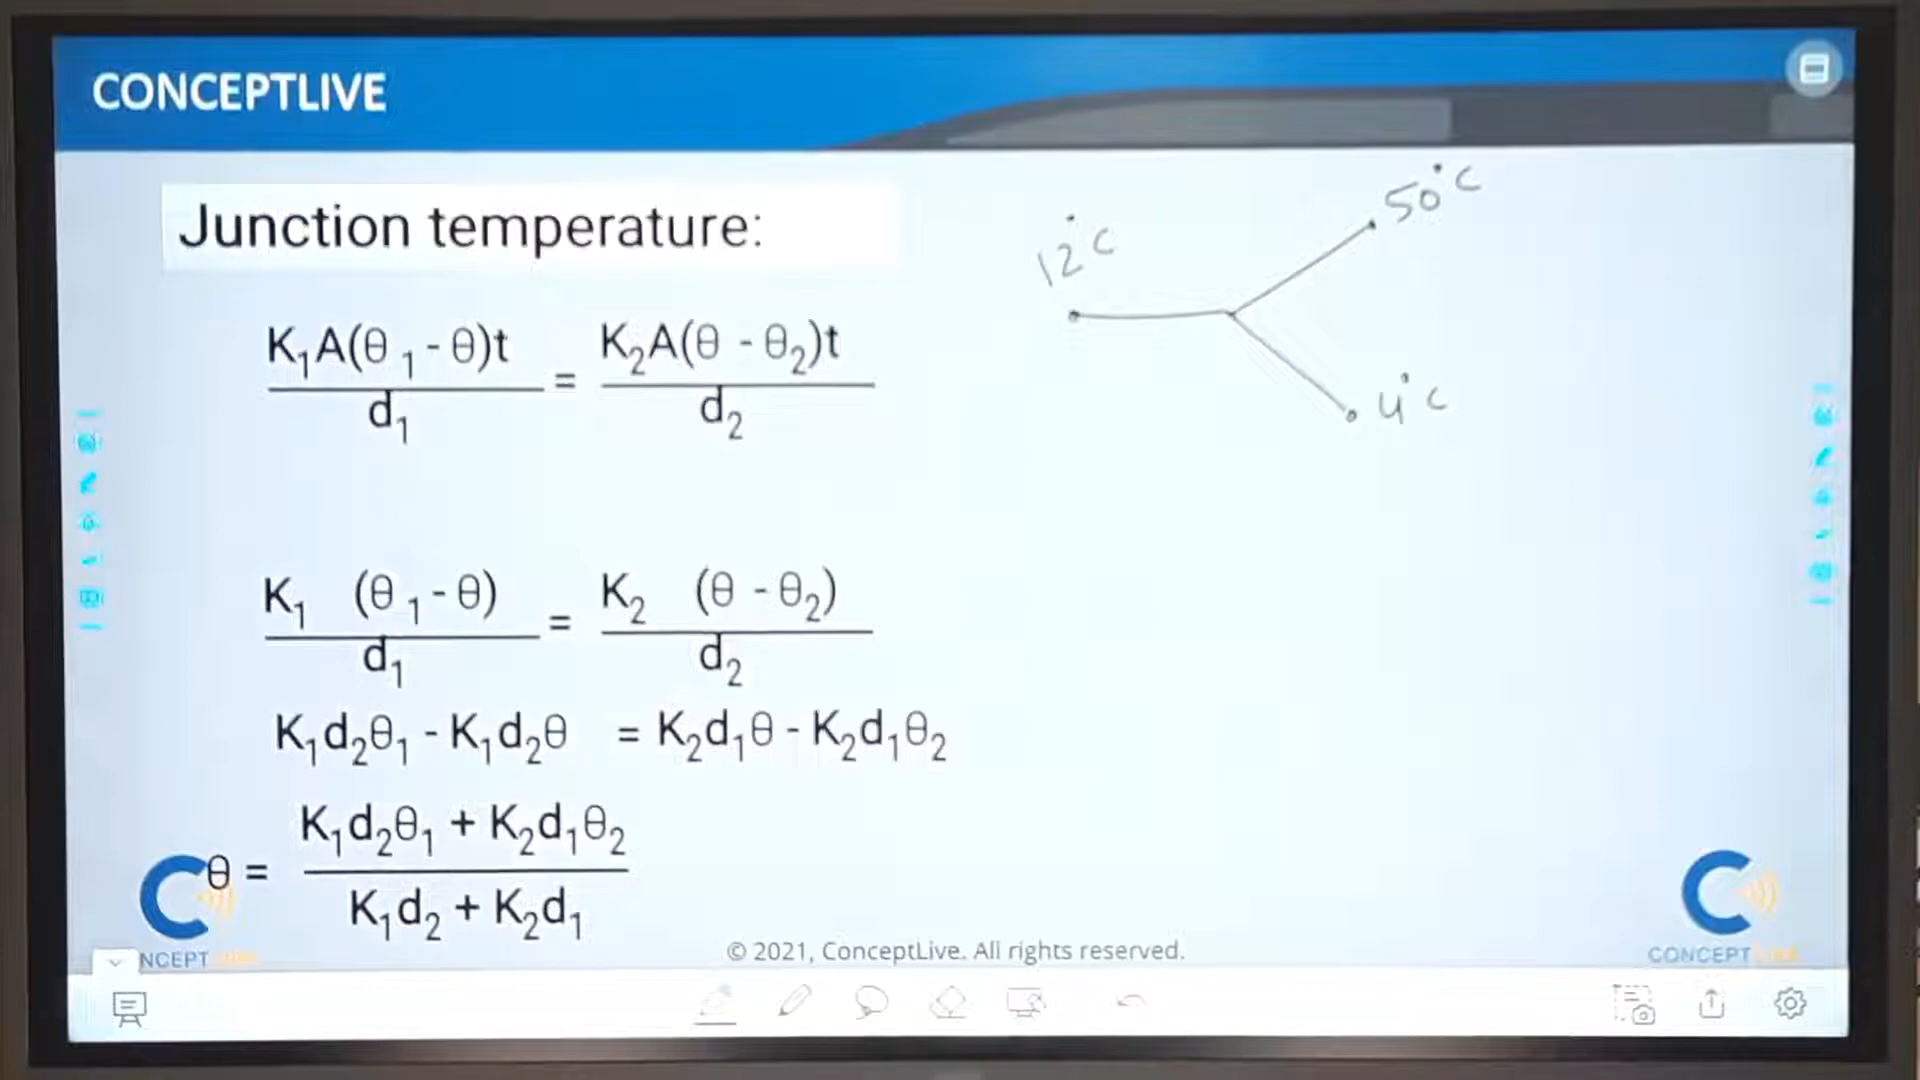 CONCEPTLIVE
Junction temperature:
K₁A(θ₁ - θ)t / d₁ = K₂A(θ - θ₂)t / d₂
K₁ (θ₁ - θ) / d₁ = K₂ (θ - θ₂) / d₂
K₁d₂θ₁ - K₁d₂θ = K₂d₁θ - K₂d₁θ₂
θ = K₁d₂θ₁ + K₂d₁θ₂ / K₁d₂ + K₂d₁
12°C
50°C
4°C
NCEPT
© 2021, ConceptLive. All rights reserved.
CONCEPT